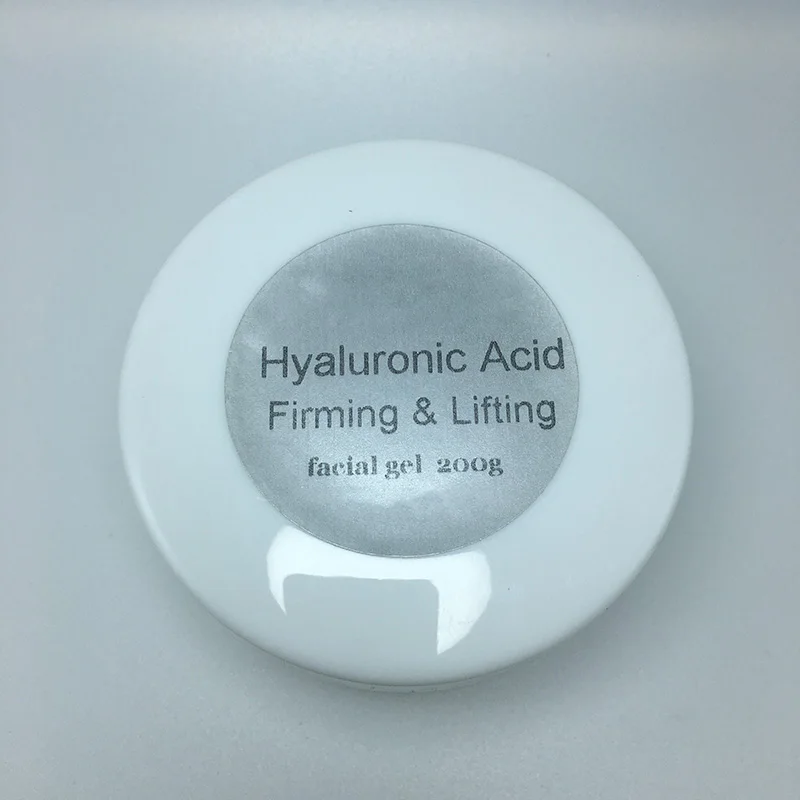 Hyaluronic Acid
Firming & Lifting
facial gel 200g